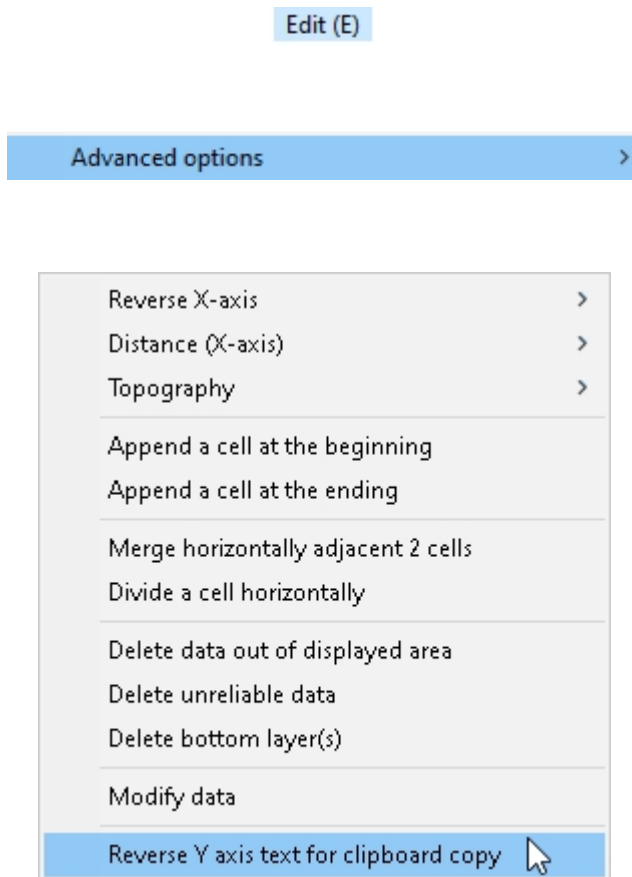 Edit (E)
Advanced options
Reverse X-axis
Distance (X-axis)
Topography
Append a cell at the beginning
Append a cell at the ending
Merge horizontally adjacent 2 cells
Divide a cell horizontally
Delete data out of displayed area
Delete unreliable data
Delete bottom layer(s)
Modify data
Reverse Y axis text for clipboard copy